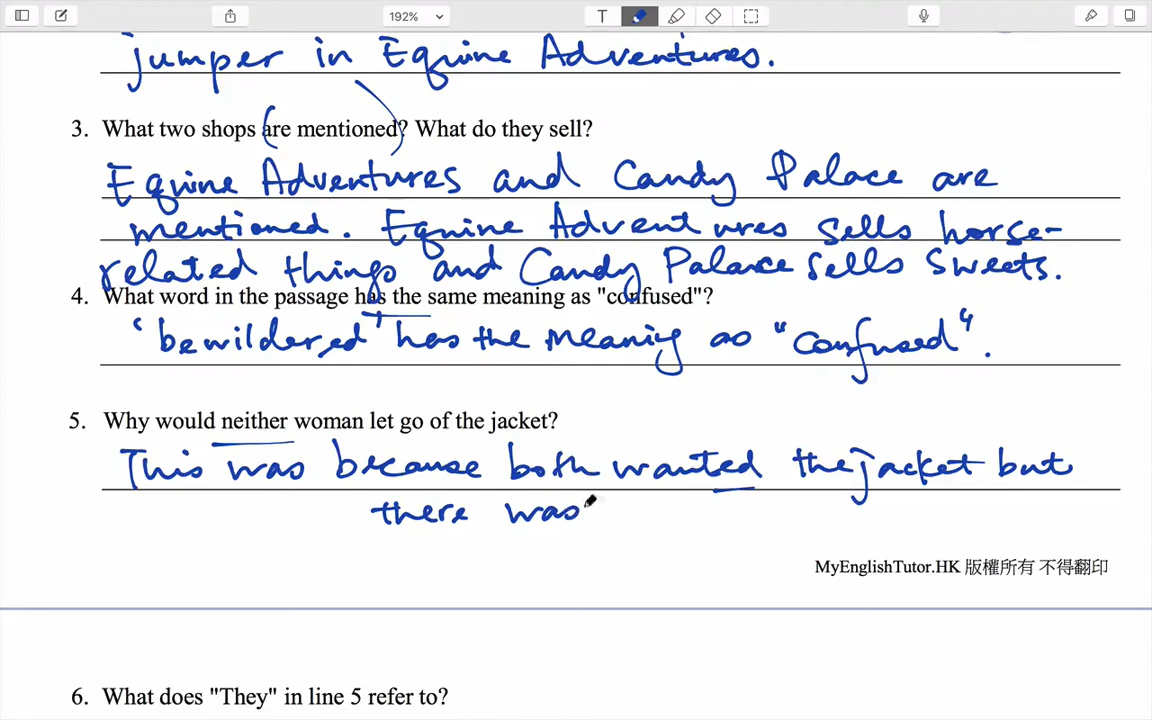 192%
T
jumper in Equine Adventures.
3. What two shops are mentioned? What do they sell?
Equine Adventures and Candy Palace are
mentioned. Equine Adventures sells horse-
related things and Candy Palance sells sweets.
4. What word in the passage has the same meaning as "confused"?
"bewildered" has the meaning as "confused".
5. Why would neither woman let go of the jacket?
This was because both wanted the jacket but
there was
MyEnglishTutor.HK 版權所有 不得翻印
6. What does "They" in line 5 refer to?